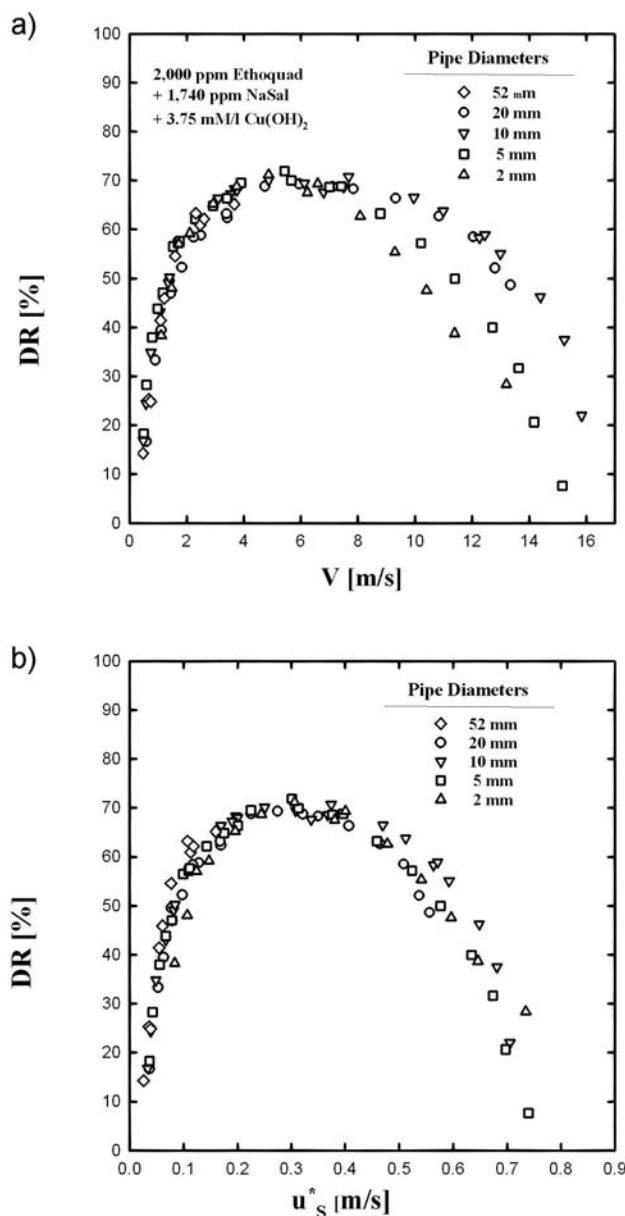 a)
100
90
80
70
60
50
40
30
20
10
0
DR [%]
2,000 ppm Ethoquad
+ 1,740 ppm NaSal
+ 3.75 mM/l Cu(OH)2
Pipe Diameters
52 mm
20 mm
10 mm
5 mm
2 mm
0 2 4 6 8 10 12 14 16
V [m/s]
b)
100
90
80
70
60
50
40
30
20
10
0
DR [%]
Pipe Diameters
52 mm
20 mm
10 mm
5 mm
2 mm
0.0 0.1 0.2 0.3 0.4 0.5 0.6 0.7 0.8 0.9
u*S [m/s]